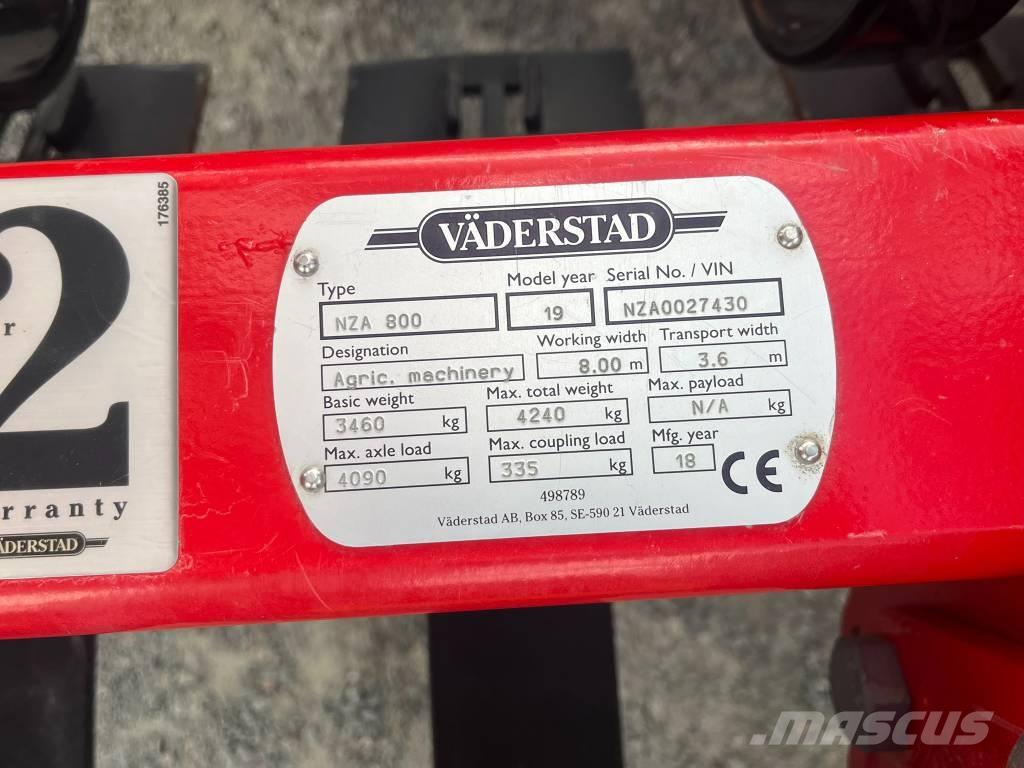 176385
2
r
rranty
VÄDERSTAD
Type
Model year
Serial No. / VIN
NZA 800
19
NZA0027430
Designation
Working width
Transport width
Agric. machinery
8.00 m
3.6 m
Basic weight
Max. total weight
Max. payload
3460 kg
4240 kg
N/A kg
Max. axle load
Max. coupling load
Mfg. year
4090 kg
335 kg
18
CE
498789
Väderstad AB, Box 85, SE-590 21 Väderstad
ÄDERSTAD
MASCUS